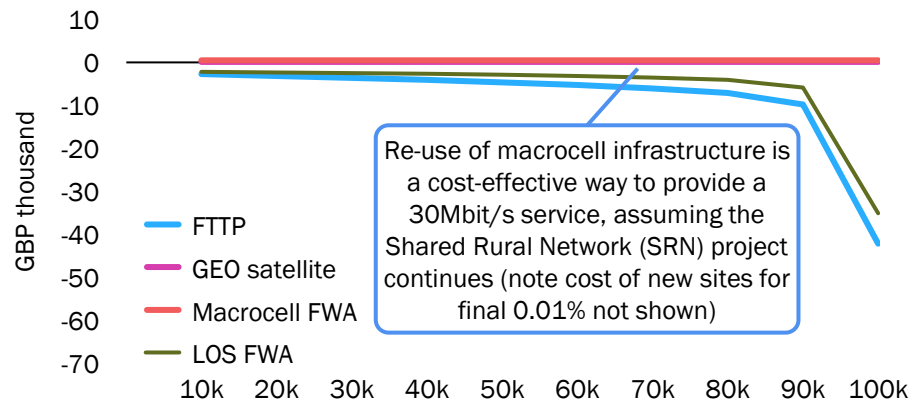 10
0
-10
-20
-30
-40
-50
-60
-70
GBP thousand
Re-use of macrocell infrastructure is
a cost-effective way to provide a
30Mbit/s service, assuming the
Shared Rural Network (SRN) project
continues (note cost of new sites for
final 0.01% not shown)
FTTP
GEO satellite
Macrocell FWA
LOS FWA
10k 20k 30k 40k 50k 60k 70k 80k 90k 100k